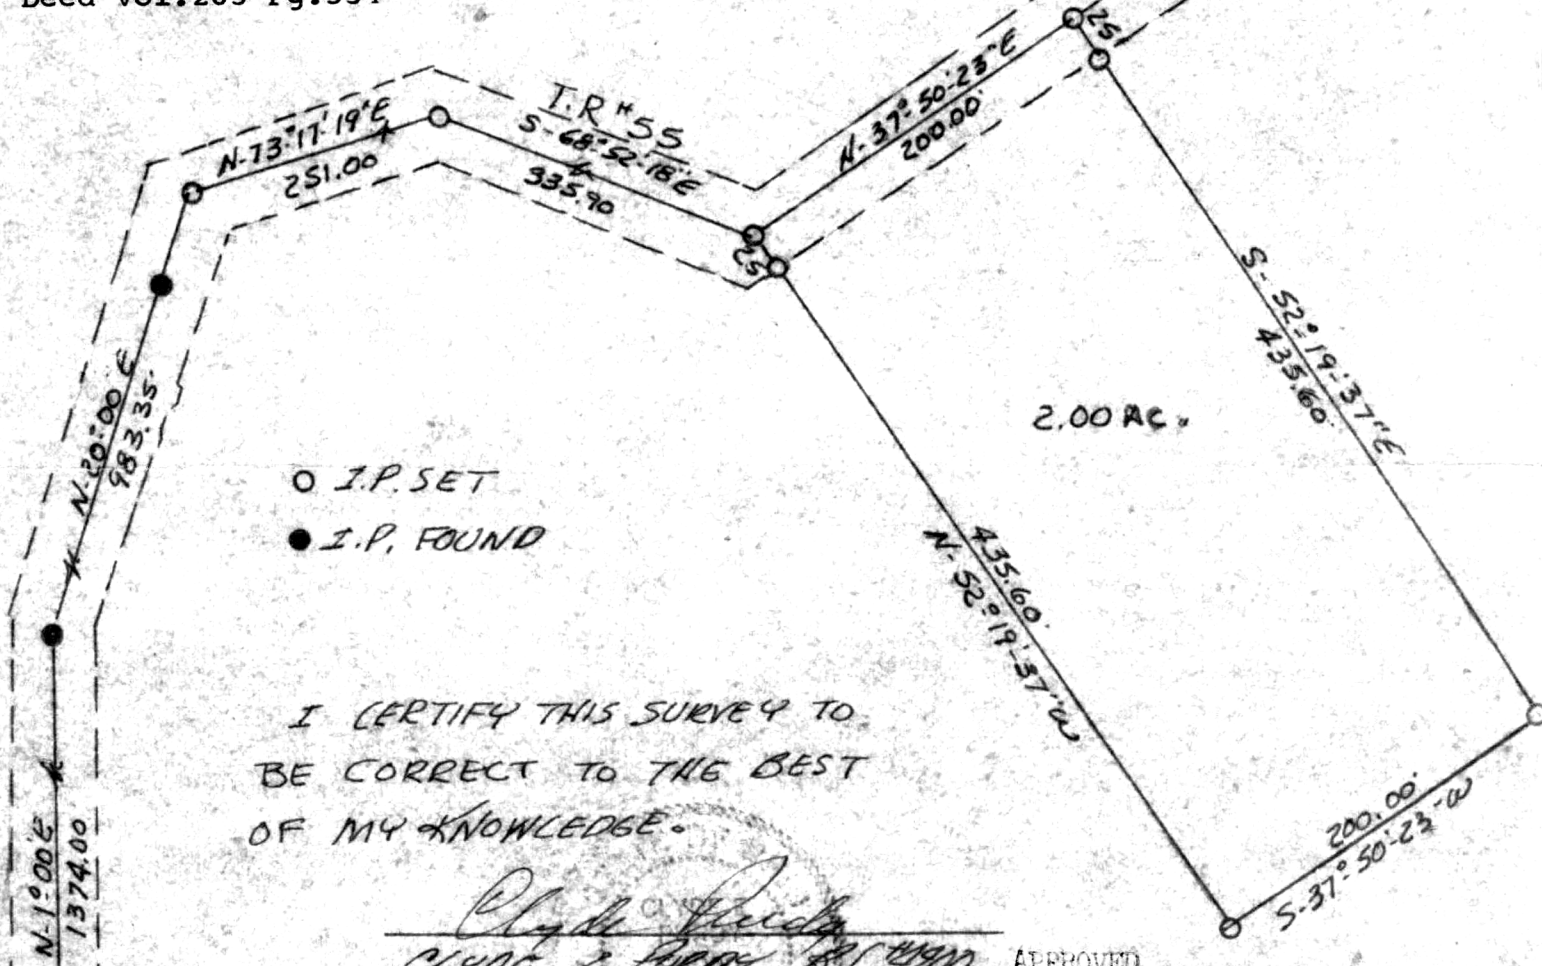 T.R #55
N-73°-17'-19"E
251.00
S-68°-52'-18"E
335.90
N-37°-50'-23"E
200.00'
25'
25'
N-20°-00'E
983.35'
S-52°-19'-37"E
435.60'
2.00 AC.
O I.P. SET
● I.P. FOUND
435.60'
N-52°-19'-37"W
I CERTIFY THIS SURVEY TO
BE CORRECT TO THE BEST
OF MY KNOWLEDGE.
200.00'
S-37°-50'-23"-W
N-1°-00'E
1374.00
Clyde
APPROVED